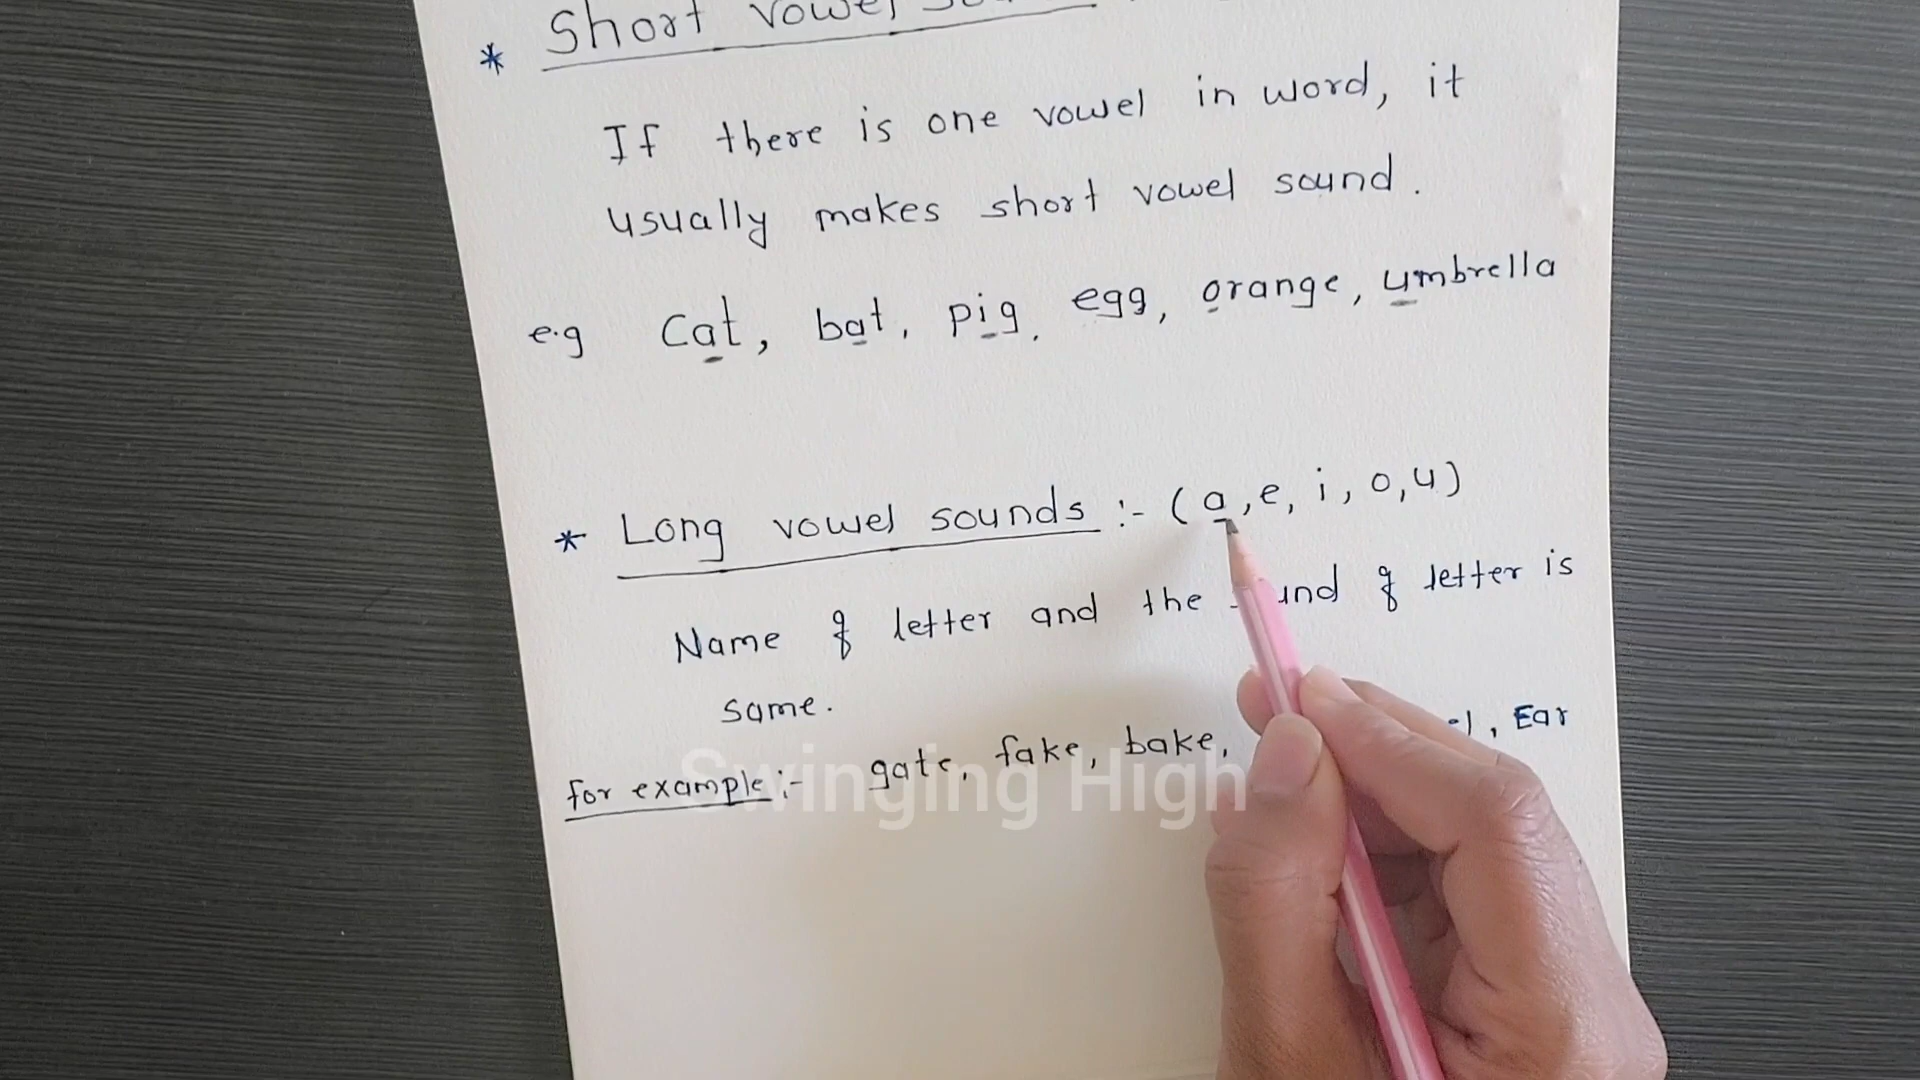 * Short vowel
If there is one vowel in word, it
usually makes short vowel sound.
e.g Cat, bat, pig, egg, orange, umbrella
* Long vowel sounds :- (a, e, i, o, u)
Name of letter and the of letter is
same.
for example :- gate, fake, bake, , Ear
Swinging High